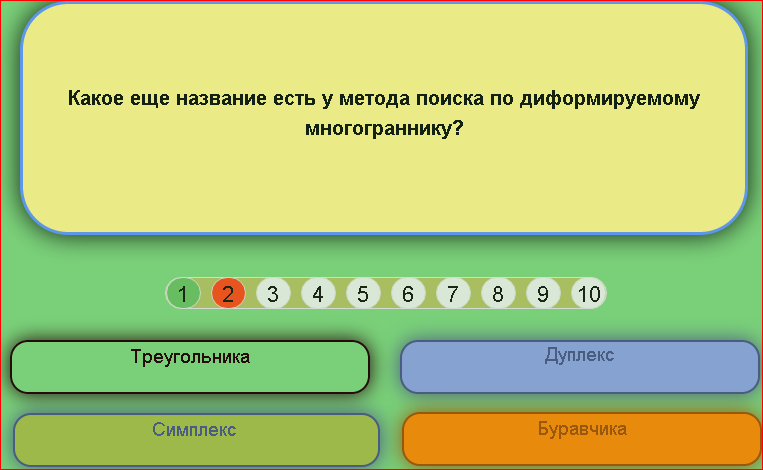 Какое еще название есть у метода поиска по диформируемому
многограннику?
1 2 3 4 5 6 7 8 9 10
Треугольника
Дуплекс
Симплекс
Буравчика